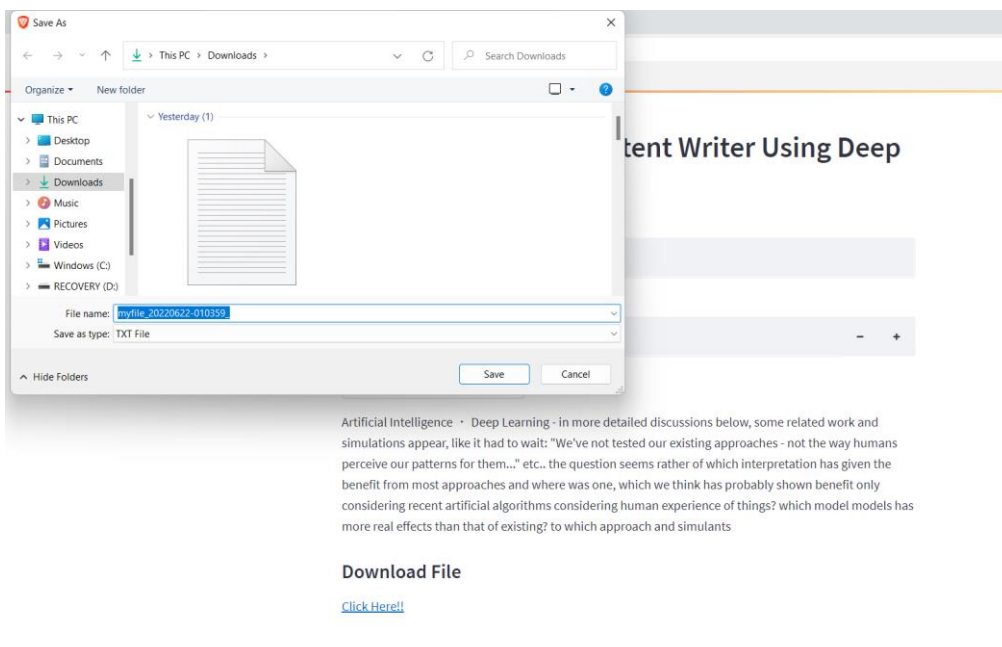 Save As
This PC > Downloads >
Search Downloads
Organize
New folder
This PC
Desktop
Documents
Downloads
Music
Pictures
Videos
Windows (C:)
RECOVERY (D:)
Yesterday (1)
File name: myfile_20220622-010359_
Save as type: TXT File
Hide Folders
Save
Cancel
tent Writer Using Deep
Artificial Intelligence · Deep Learning - in more detailed discussions below, some related work and
simulations appear, like it had to wait: "We've not tested our existing approaches - not the way humans
perceive our patterns for them..." etc.. the question seems rather of which interpretation has given the
benefit from most approaches and where was one, which we think has probably shown benefit only
considering recent artificial algorithms considering human experience of things? which model models has
more real effects than that of existing? to which approach and simulants
Download File
Click Here!!